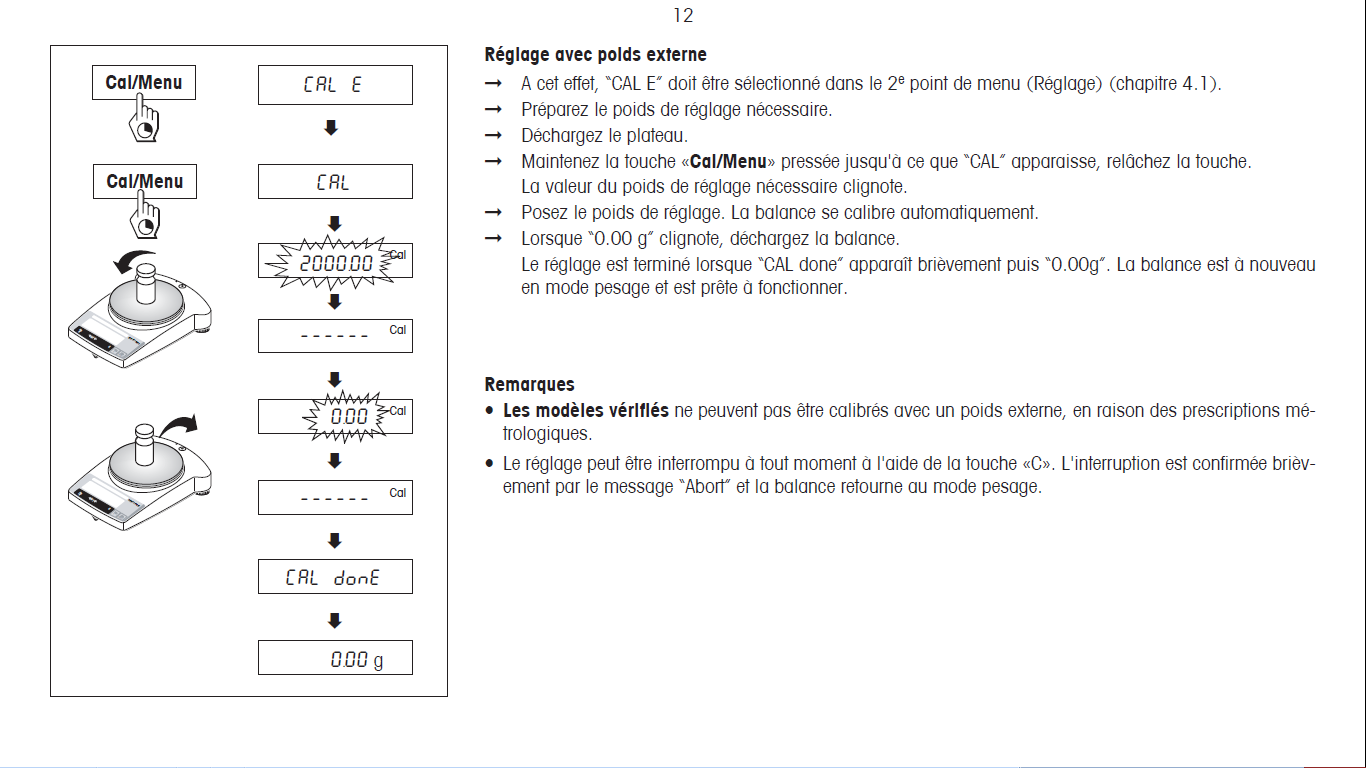 12
Cal/Menu
CAL E
Cal/Menu
CAL
2000.00 Cal
- - - - - - Cal
0.00 Cal
- - - - - - Cal
CAL donE
0.00 g
Réglage avec poids externe
→ A cet effet, “CAL E” doit être sélectionné dans le 2e point de menu (Réglage) (chapitre 4.1).
→ Préparez le poids de réglage nécessaire.
→ Déchargez le plateau.
→ Maintenez la touche «Cal/Menu» pressée jusqu'à ce que “CAL” apparaisse, relâchez la touche.
La valeur du poids de réglage nécessaire clignote.
→ Posez le poids de réglage. La balance se calibre automatiquement.
→ Lorsque “0.00 g” clignote, déchargez la balance.
Le réglage est terminé lorsque “CAL done” apparaît brièvement puis “0.00g”. La balance est à nouveau
en mode pesage et est prête à fonctionner.
Remarques
• Les modèles vérifiés ne peuvent pas être calibrés avec un poids externe, en raison des prescriptions mé-
trologiques.
• Le réglage peut être interrompu à tout moment à l'aide de la touche «C». L'interruption est confirmée brièv-
ement par le message “Abort” et la balance retourne au mode pesage.